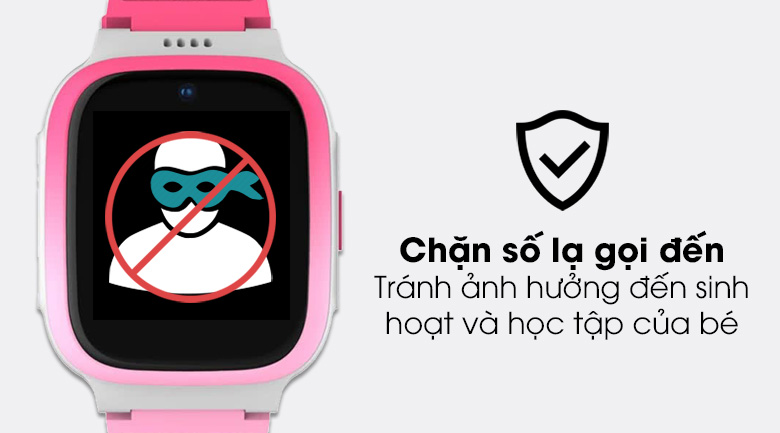 Chặn số lạ gọi đến
Tránh ảnh hưởng đến sinh
hoạt và học tập của bé